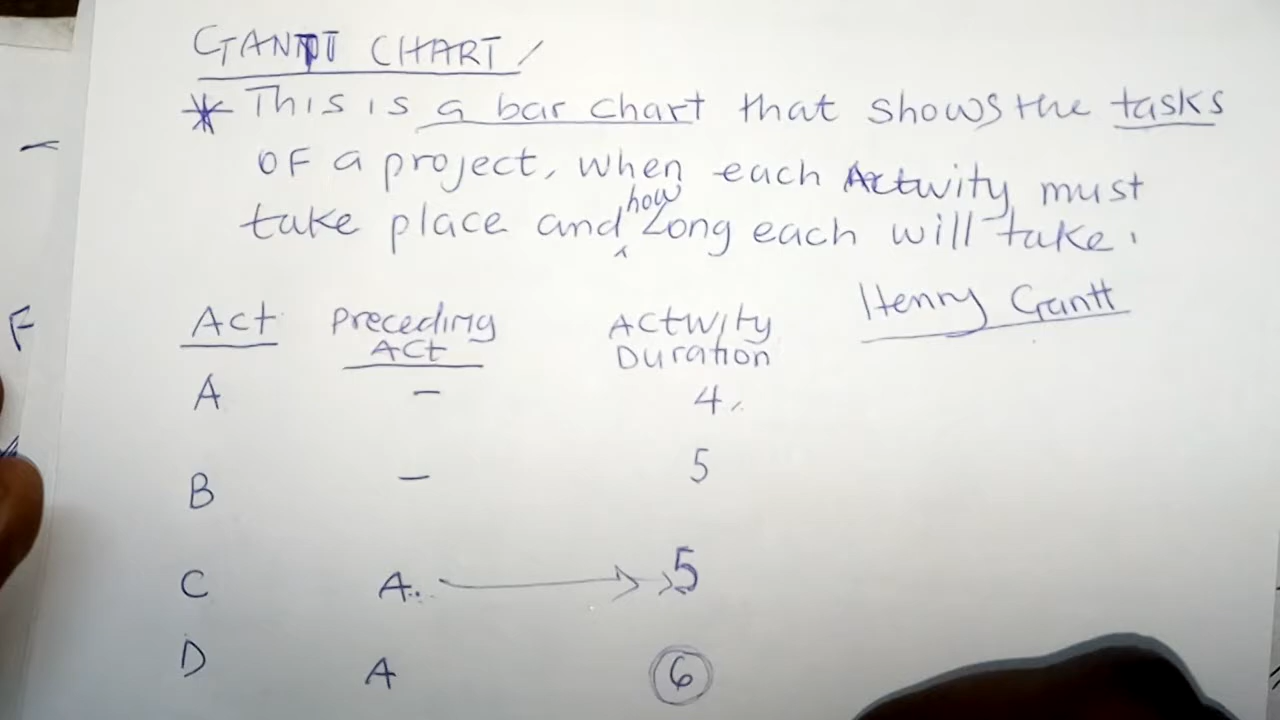 GANTT CHART
* This is a bar chart that shows the tasks
OF a project, when each Activity must
take place and how Long each will take.
Henry Gantt
Act Preceding Act Activity Duration
A - 4
B - 5
C A 5
D A 6
F